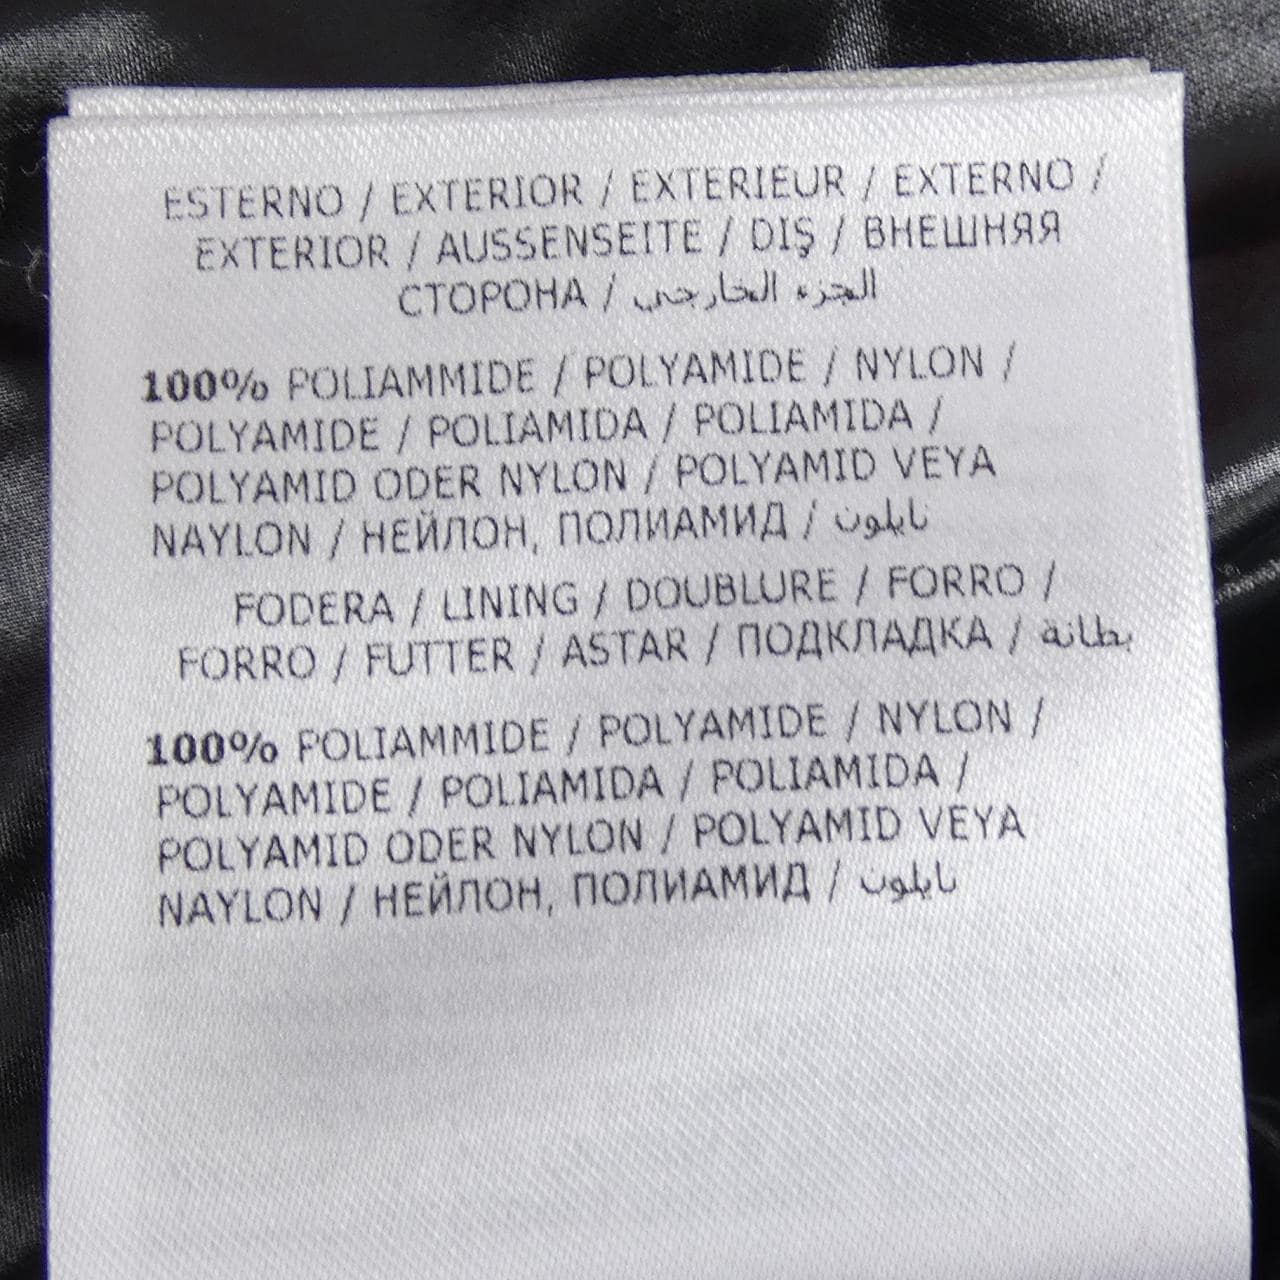 ESTERNO / EXTERIOR / EXTERIEUR / EXTERNO /
EXTERIOR / AUSSENSEITE / DIŞ / ВНЕШНЯЯ
СТОРОНА / الجزء الخارجي
100% POLIAMMIDE / POLYAMIDE / NYLON /
POLYAMIDE / POLIAMIDA / POLIAMIDA /
POLYAMID ODER NYLON / POLYAMID VEYA
NAYLON / НЕЙЛОН, ПОЛИАМИД / نايلون
FODERA / LINING / DOUBLURE / FORRO /
FORRO / FUTTER / ASTAR / ПОДКЛАДКА / بطانة
100% POLIAMMIDE / POLYAMIDE / NYLON /
POLYAMIDE / POLIAMIDA / POLIAMIDA /
POLYAMID ODER NYLON / POLYAMID VEYA
NAYLON / НЕЙЛОН, ПОЛИАМИД / نايلون